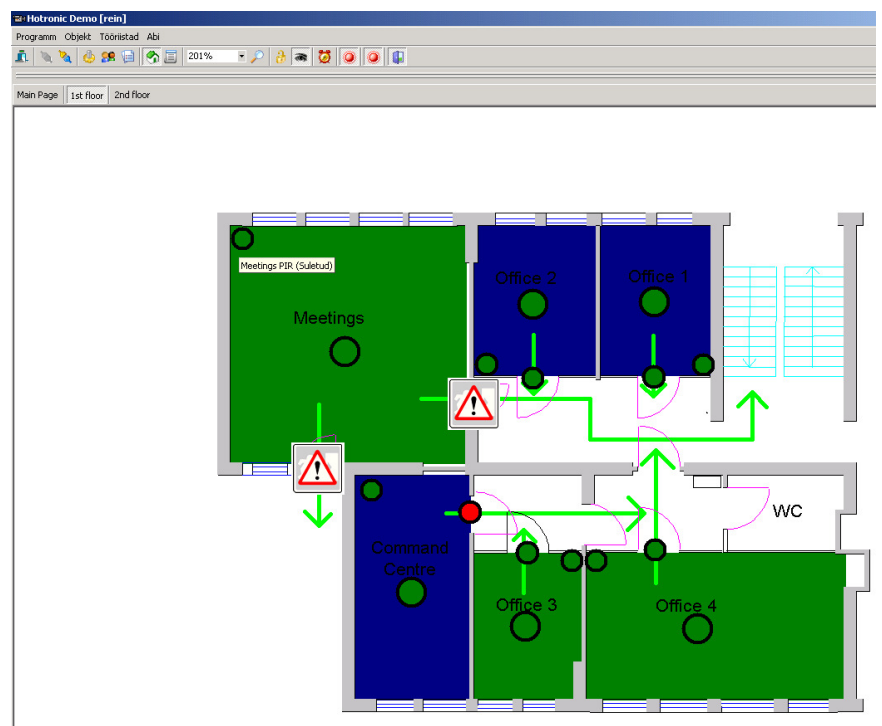 Hotronic Demo [rein]
Programm Objekt Tööriistad Abi
201%
Main Page 1st floor 2nd floor
Meetings PIR (Suletud)
Office 2
Office 1
Meetings
WC
Command
Centre
Office 3
Office 4